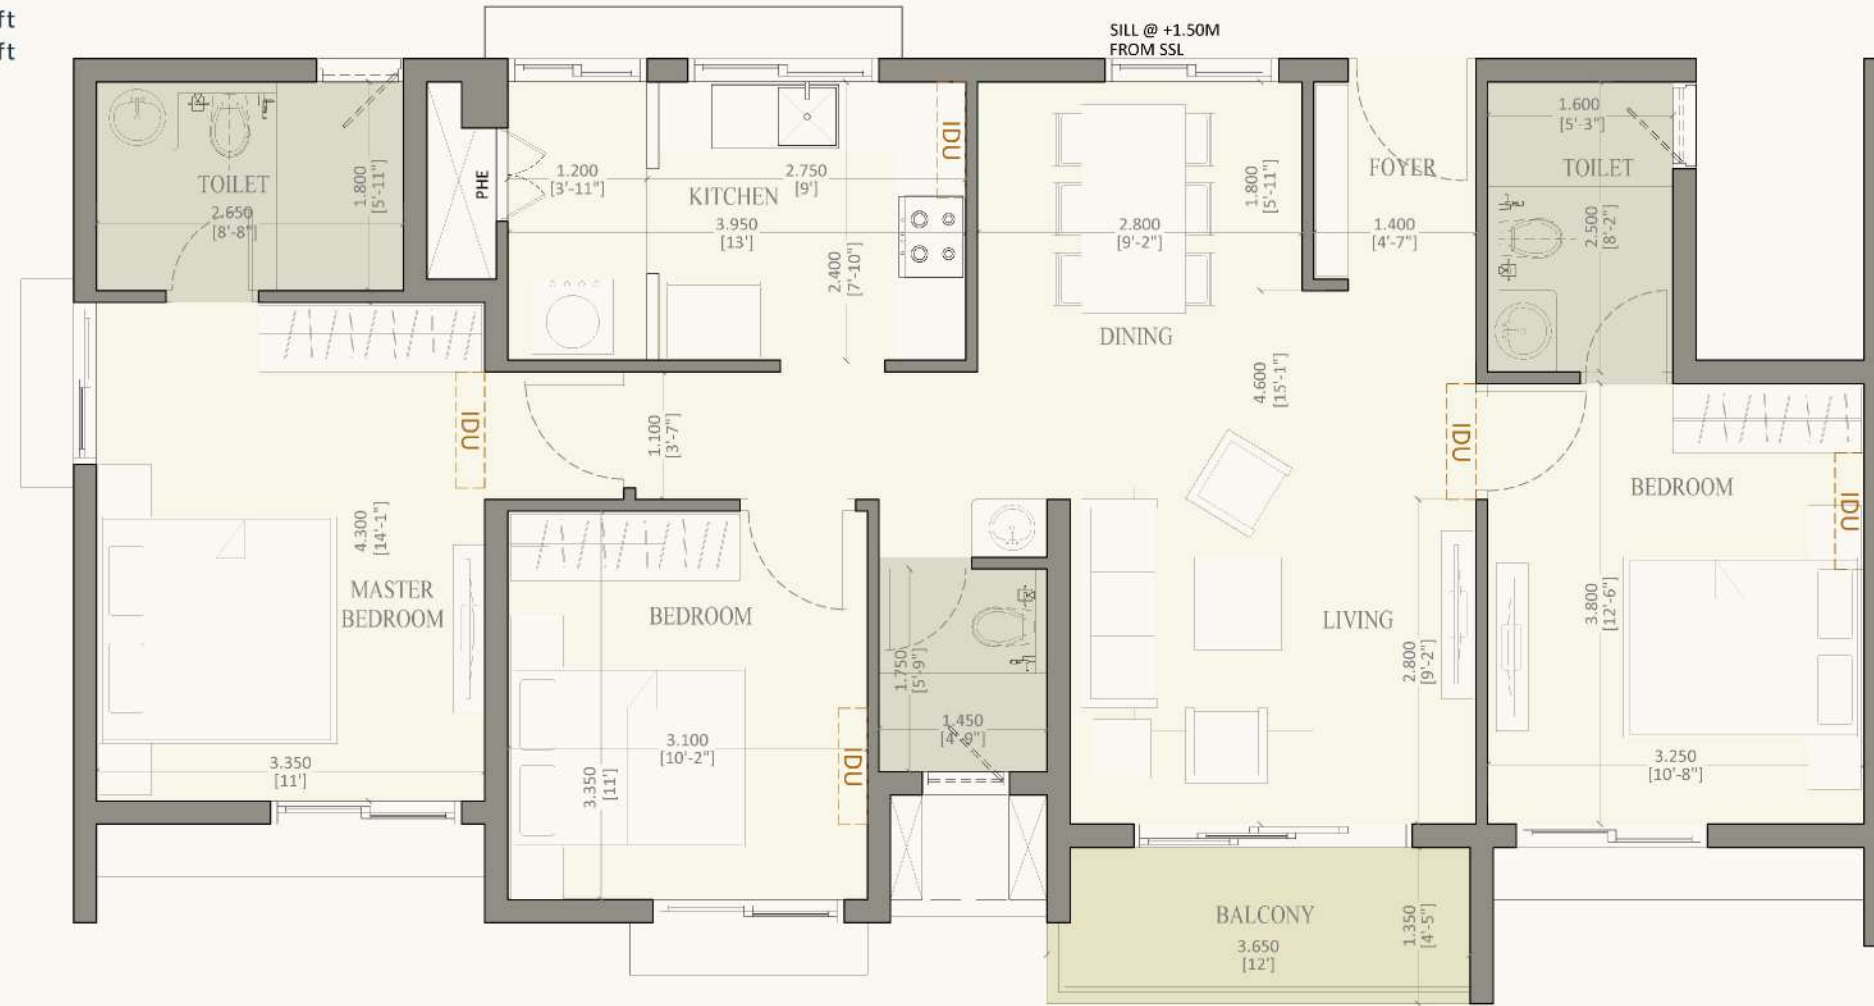 ft
ft
SILL @ +1.50M
FROM SSL
TOILET
2.650
[8'-8"]
1.800
[5'-11"]
PHE
1.200
[3'-11"]
KITCHEN
2.750
[9']
3.950
[13']
2.400
[7'-10"]
IDU
2.800
[9'-2"]
DINING
1.800
[5'-11"]
FOYER
1.400
[4'-7"]
1.600
[5'-3"]
TOILET
2.500
[8'-2"]
IDU
1.100
[3'-7"]
4.600
[15'-1"]
IDU
BEDROOM
IDU
4.300
[14'-1"]
MASTER
BEDROOM
3.350
[11']
BEDROOM
3.100
[10'-2"]
3.350
[11']
IDU
1.750
[5'-9"]
1.450
[4'-9"]
LIVING
2.800
[9'-2"]
3.800
[12'-6"]
3.250
[10'-8"]
BALCONY
3.650
[12']
1.350
[4'-5"]